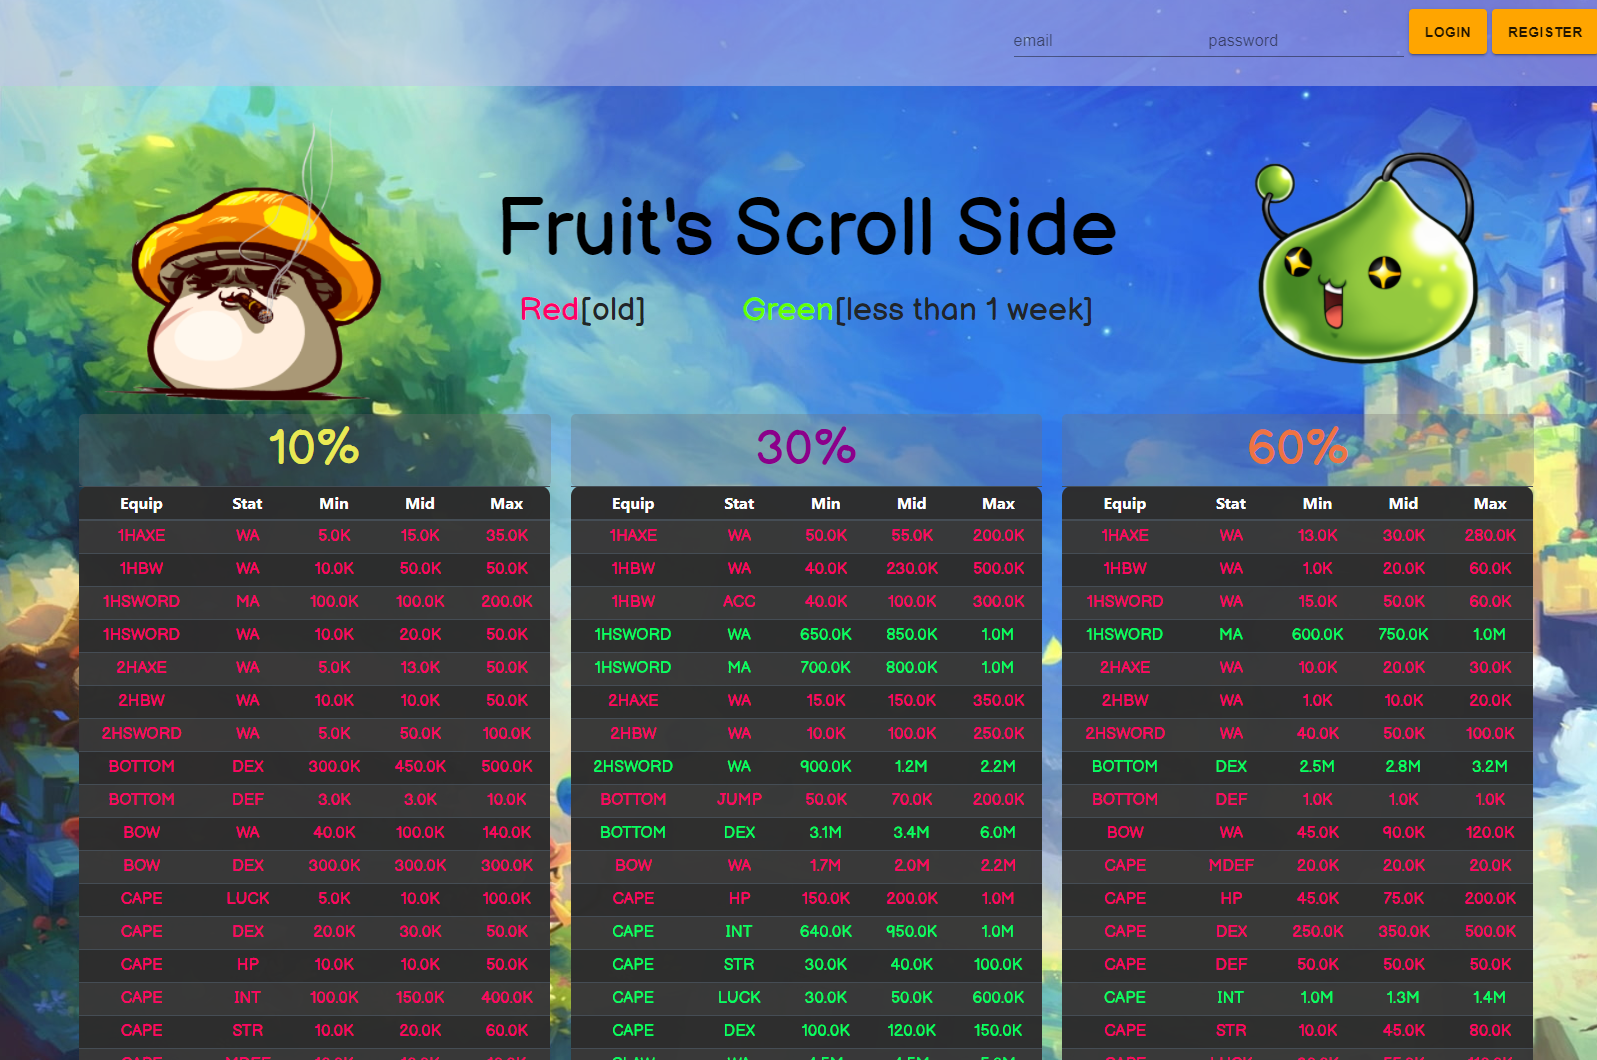 email password LOGIN REGISTER
Fruit's Scroll Side
Red[old] Green[less than 1 week]
10%
Equip Stat Min Mid Max
1HAXE WA 5.0K 15.0K 35.0K
1HBW WA 10.0K 50.0K 50.0K
1HSWORD MA 100.0K 100.0K 200.0K
1HSWORD WA 10.0K 20.0K 50.0K
2HAXE WA 5.0K 13.0K 50.0K
2HBW WA 10.0K 10.0K 50.0K
2HSWORD WA 5.0K 50.0K 100.0K
BOTTOM DEX 300.0K 450.0K 500.0K
BOTTOM DEF 3.0K 3.0K 10.0K
BOW WA 40.0K 100.0K 140.0K
BOW DEX 300.0K 300.0K 300.0K
CAPE LUCK 5.0K 10.0K 100.0K
CAPE DEX 20.0K 30.0K 50.0K
CAPE HP 10.0K 10.0K 50.0K
CAPE INT 100.0K 150.0K 400.0K
CAPE STR 10.0K 20.0K 60.0K
30%
Equip Stat Min Mid Max
1HAXE WA 50.0K 55.0K 200.0K
1HBW WA 40.0K 230.0K 500.0K
1HBW ACC 40.0K 100.0K 300.0K
1HSWORD WA 650.0K 850.0K 1.0M
1HSWORD MA 700.0K 800.0K 1.0M
2HAXE WA 15.0K 150.0K 350.0K
2HBW WA 10.0K 100.0K 250.0K
2HSWORD WA 900.0K 1.2M 2.2M
BOTTOM JUMP 50.0K 70.0K 200.0K
BOTTOM DEX 3.1M 3.4M 6.0M
BOW WA 1.7M 2.0M 2.2M
CAPE HP 150.0K 200.0K 1.0M
CAPE INT 640.0K 950.0K 1.0M
CAPE STR 30.0K 40.0K 100.0K
CAPE LUCK 30.0K 50.0K 600.0K
CAPE DEX 100.0K 120.0K 150.0K
60%
Equip Stat Min Mid Max
1HAXE WA 13.0K 30.0K 280.0K
1HBW WA 1.0K 20.0K 60.0K
1HSWORD WA 15.0K 50.0K 60.0K
1HSWORD MA 600.0K 750.0K 1.0M
2HAXE WA 10.0K 20.0K 30.0K
2HBW WA 1.0K 10.0K 20.0K
2HSWORD WA 40.0K 50.0K 100.0K
BOTTOM DEX 2.5M 2.8M 3.2M
BOTTOM DEF 1.0K 1.0K 1.0K
BOW WA 45.0K 90.0K 120.0K
CAPE MDEF 20.0K 20.0K 20.0K
CAPE HP 45.0K 75.0K 200.0K
CAPE DEX 250.0K 350.0K 500.0K
CAPE DEF 50.0K 50.0K 50.0K
CAPE INT 1.0M 1.3M 1.4M
CAPE STR 10.0K 45.0K 80.0K